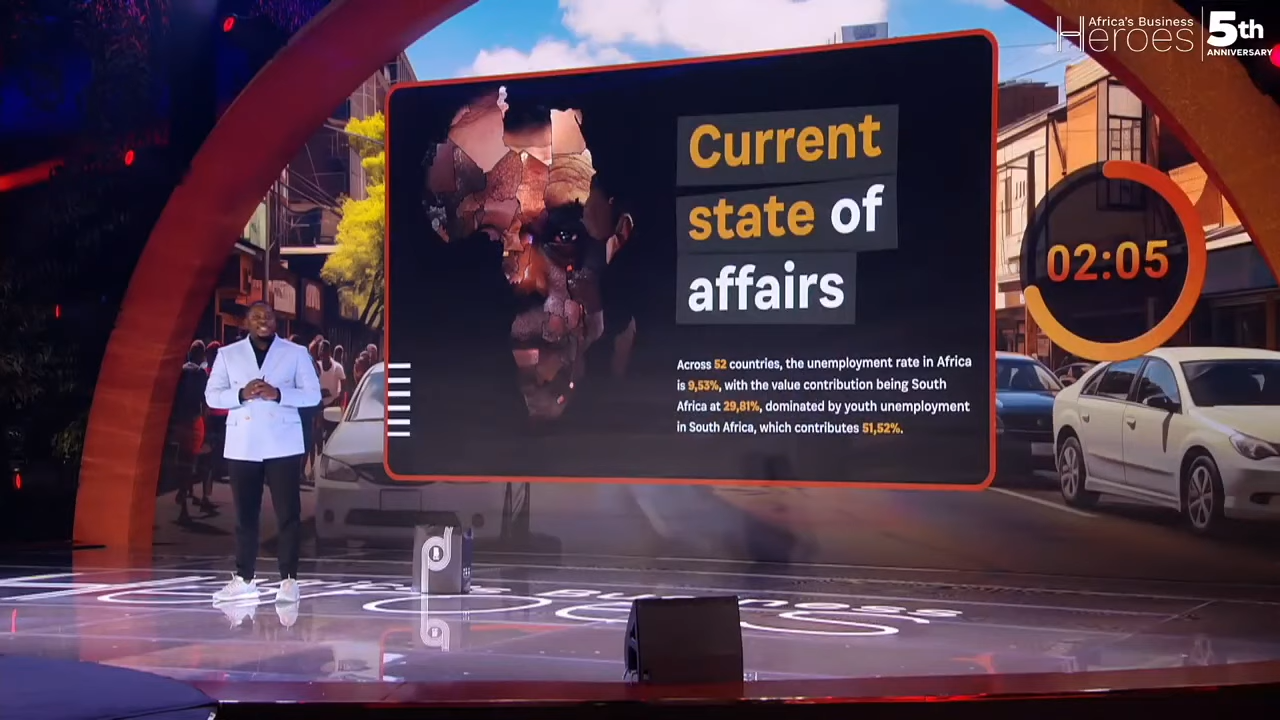 Africa's Business
Heroes
5th
ANNIVERSARY
Current
state of
affairs
Across 52 countries, the unemployment rate in Africa
is 9,53%, with the value contribution being South
Africa at 29,81%, dominated by youth unemployment
in South Africa, which contributes 51,52%.
02:05